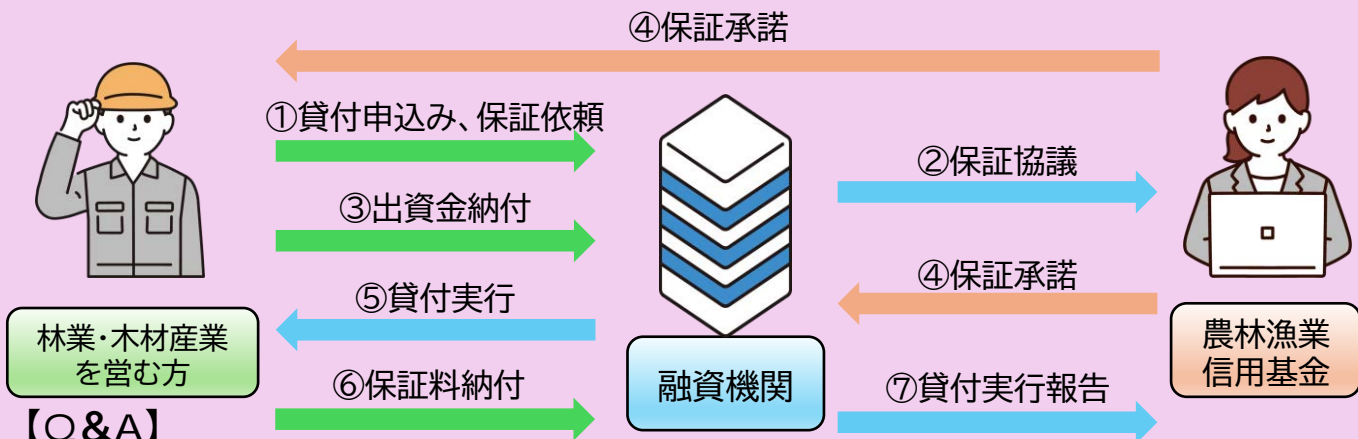 ④保証承諾
①貸付申込み、保証依頼
②保証協議
③出資金納付
④保証承諾
⑤貸付実行
林業・木材産業
を営む方
融資機関
農林漁業
信用基金
⑥保証料納付
⑦貸付実行報告
【Q&A】